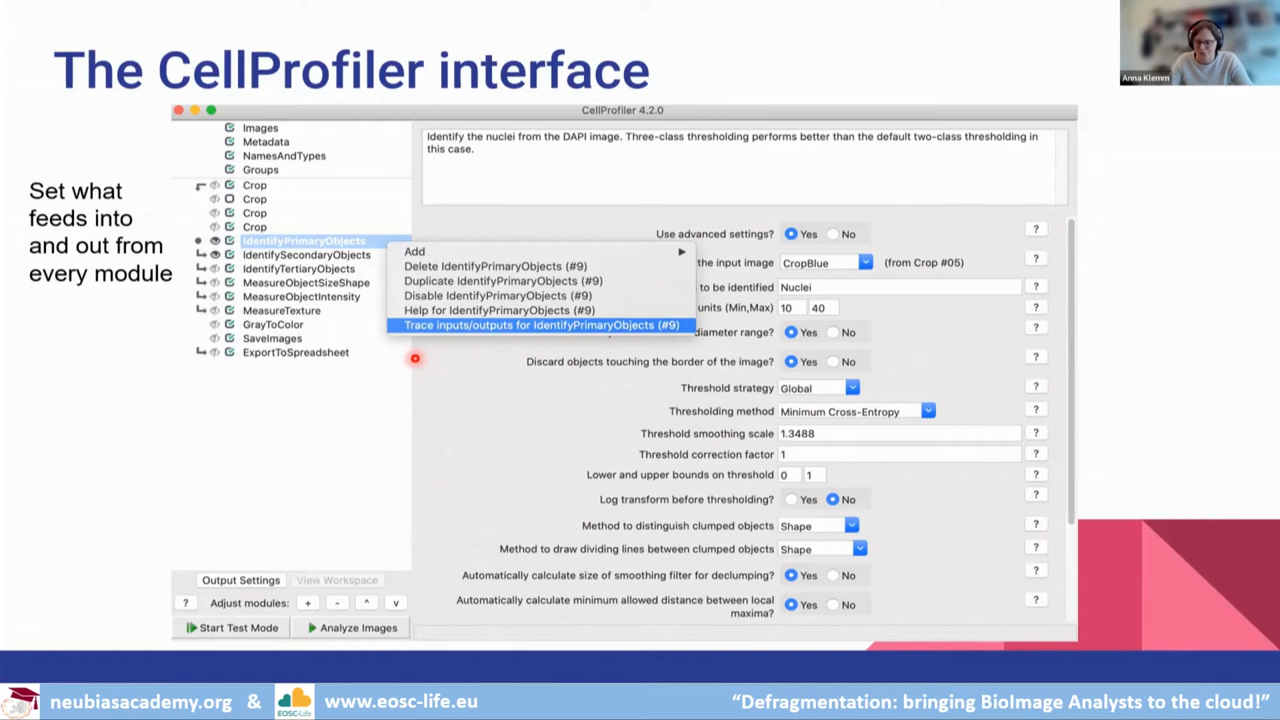 The CellProfiler interface
Anna Klemm
CellProfiler 4.2.0
Set what
feeds into
and out from
every module
Images
Metadata
NamesAndTypes
Groups
Crop
Crop
Crop
Crop
IdentifyPrimaryObjects
IdentifySecondaryObjects
IdentifyTertiaryObjects
MeasureObjectSizeShape
MeasureObjectIntensity
MeasureTexture
GrayToColor
SaveImages
ExportToSpreadsheet
Output Settings View Workspace
? Adjust modules: + - ^ v
Start Test Mode Analyze Images
Identify the nuclei from the DAPI image. Three-class thresholding performs better than the default two-class thresholding in
this case.
Add
Delete IdentifyPrimaryObjects (#9)
Duplicate IdentifyPrimaryObjects (#9)
Disable IdentifyPrimaryObjects (#9)
Help for IdentifyPrimaryObjects (#9)
Trace inputs/outputs for IdentifyPrimaryObjects (#9)
Use advanced settings? Yes No ?
the input image CropBlue (from Crop #05) ?
to be identified Nuclei ?
units (Min,Max) 10 40 ?
diameter range? Yes No ?
Discard objects touching the border of the image? Yes No ?
Threshold strategy Global ?
Thresholding method Minimum Cross-Entropy ?
Threshold smoothing scale 1.3488 ?
Threshold correction factor 1 ?
Lower and upper bounds on threshold 0 1 ?
Log transform before thresholding? Yes No ?
Method to distinguish clumped objects Shape ?
Method to draw dividing lines between clumped objects Shape ?
Automatically calculate size of smoothing filter for declumping? Yes No ?
Automatically calculate minimum allowed distance between local
maxima? Yes No ?
neubiasacademy.org & EOSC-Life www.eosc-life.eu “Defragmentation: bringing BioImage Analysts to the cloud!”